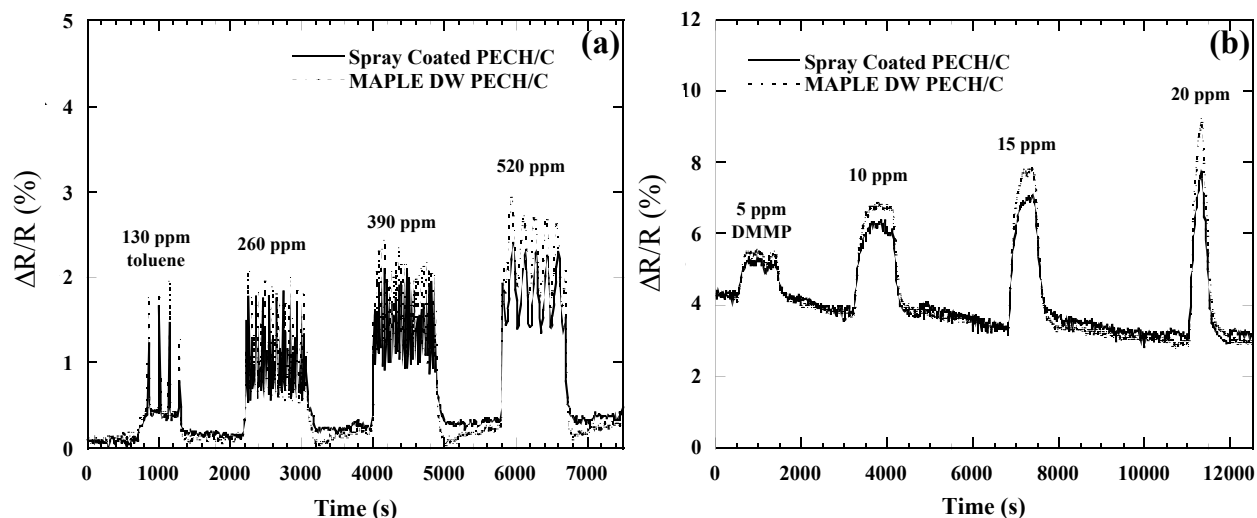 (a)
Spray Coated PECH/C
MAPLE DW PECH/C
5
4
3
2
1
0
ΔR/R (%)
130 ppm
toluene
260 ppm
390 ppm
520 ppm
0 1000 2000 3000 4000 5000 6000 7000
Time (s)
(b)
Spray Coated PECH/C
MAPLE DW PECH/C
12
10
8
6
4
2
0
ΔR/R (%)
5 ppm
DMMP
10 ppm
15 ppm
20 ppm
0 2000 4000 6000 8000 10000 12000
Time (s)